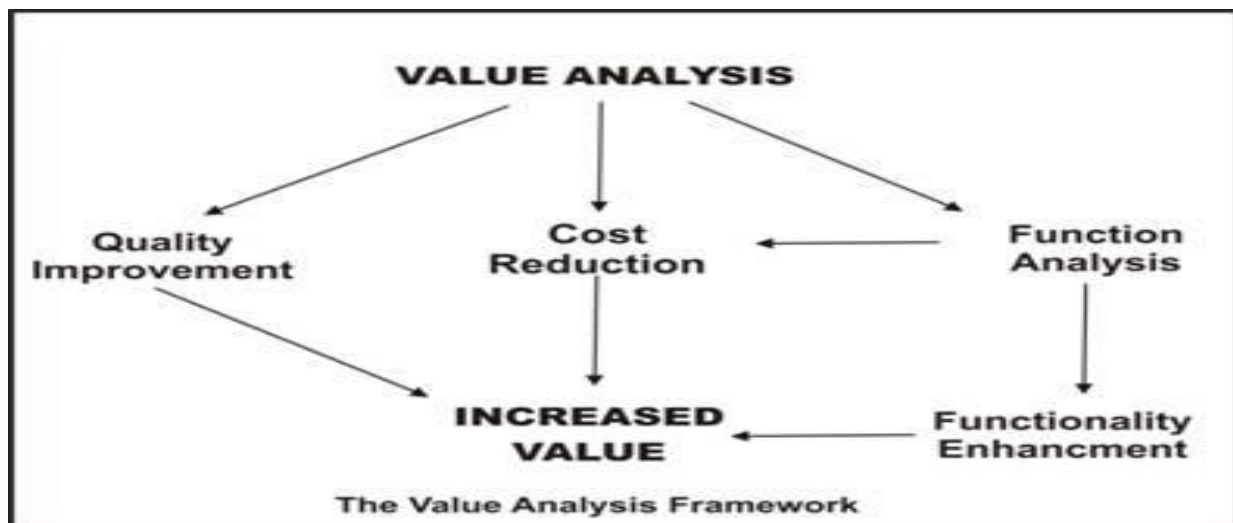 VALUE ANALYSIS
Quality
Improvement
Cost
Reduction
Function
Analysis
INCREASED
VALUE
Functionality
Enhancment
The Value Analysis Framework